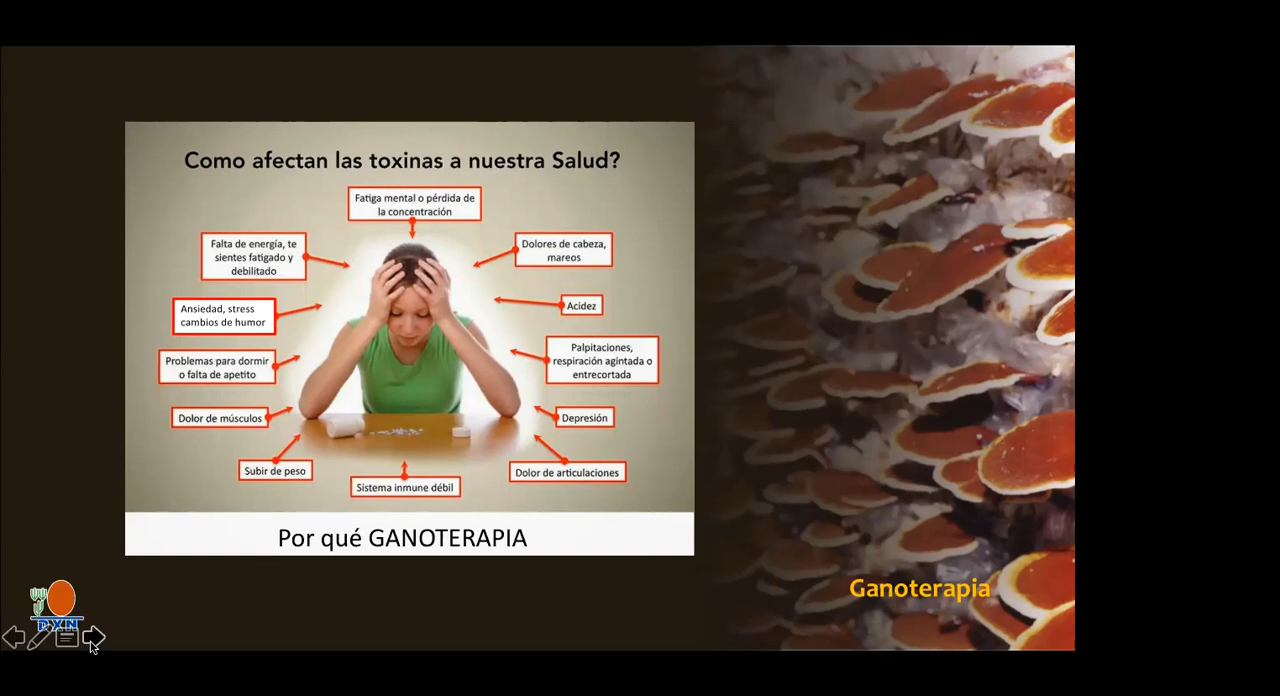 Como afectan las toxinas a nuestra Salud?
Fatiga mental o pérdida de
la concentración
Falta de energía, te
sientes fatigado y
debilitado
Dolores de cabeza,
mareos
Ansiedad, stress
cambios de humor
Acidez
Problemas para dormir
o falta de apetito
Palpitaciones,
respiración agintada o
entrecortada
Dolor de músculos
Depresión
Subir de peso
Sistema inmune débil
Dolor de articulaciones
Por qué GANOTERAPIA
Ganoterapia
DXN